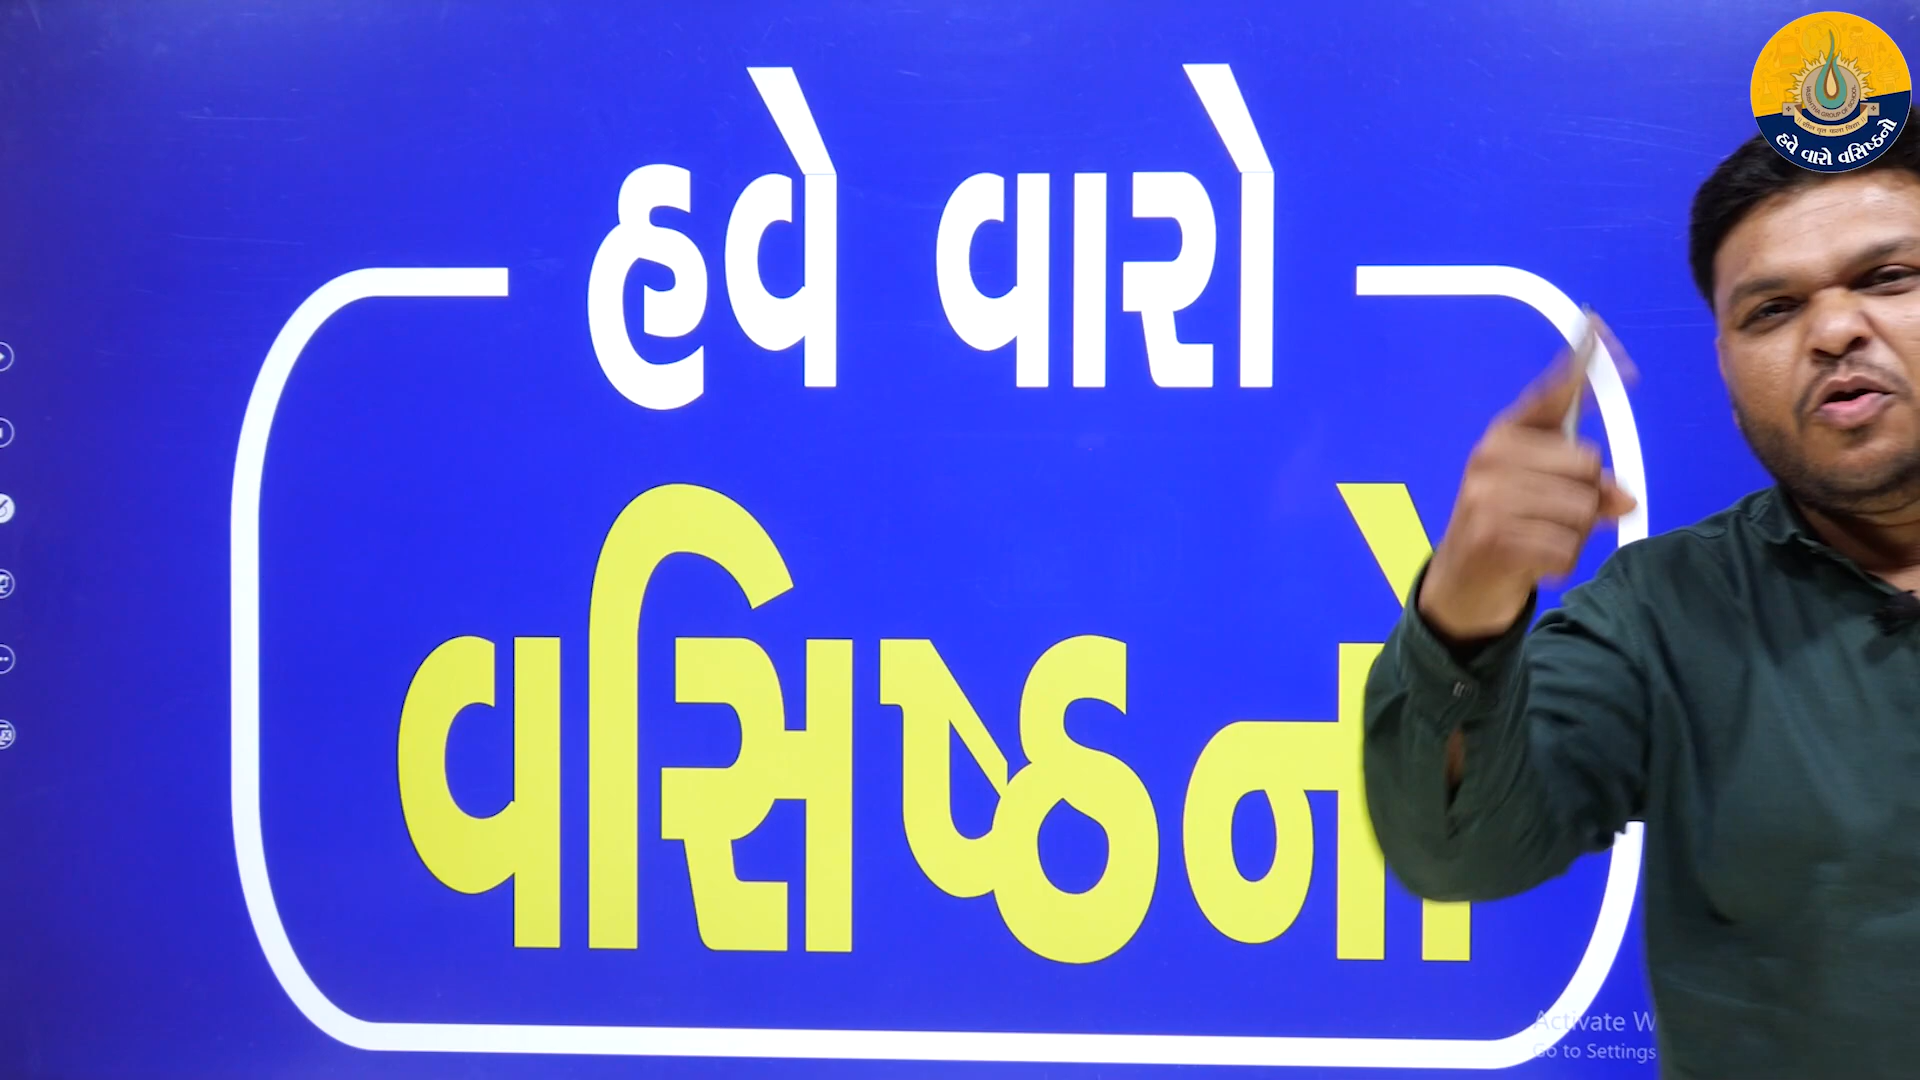 હવે વારો
વસિષ્ઠનો
હવે વારો વસિષ્ઠનો
Activate W
Go to Settings